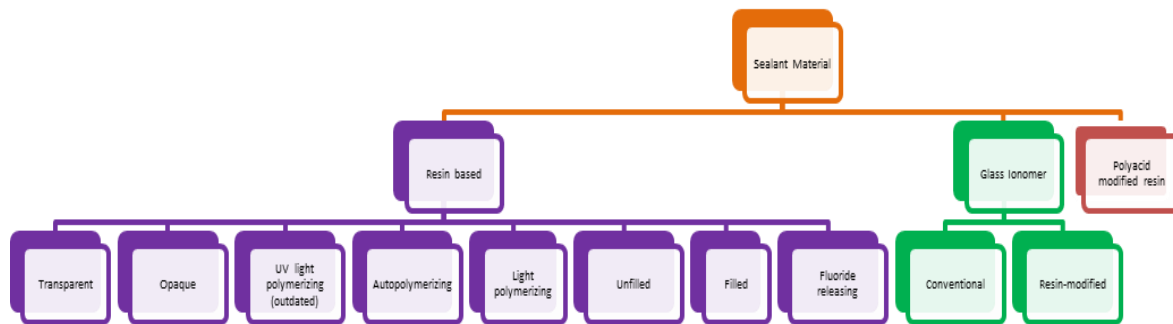 Sealant Material
Resin based
Glass Ionomer
Polyacid
modified resin
Transparent
Opaque
UV light
polymerizing
(outdated)
Autopolymerizing
Light
polymerizing
Unfilled
Filled
Fluoride
releasing
Conventional
Resin-modified